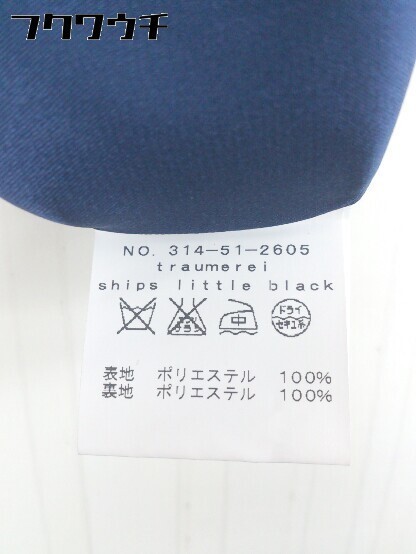 フクワウチ
NO. 314-51-2605
traumerei
ships little black
中 ドライ
セキユ系
表地 ポリエステル 100%
裏地 ポリエステル 100%